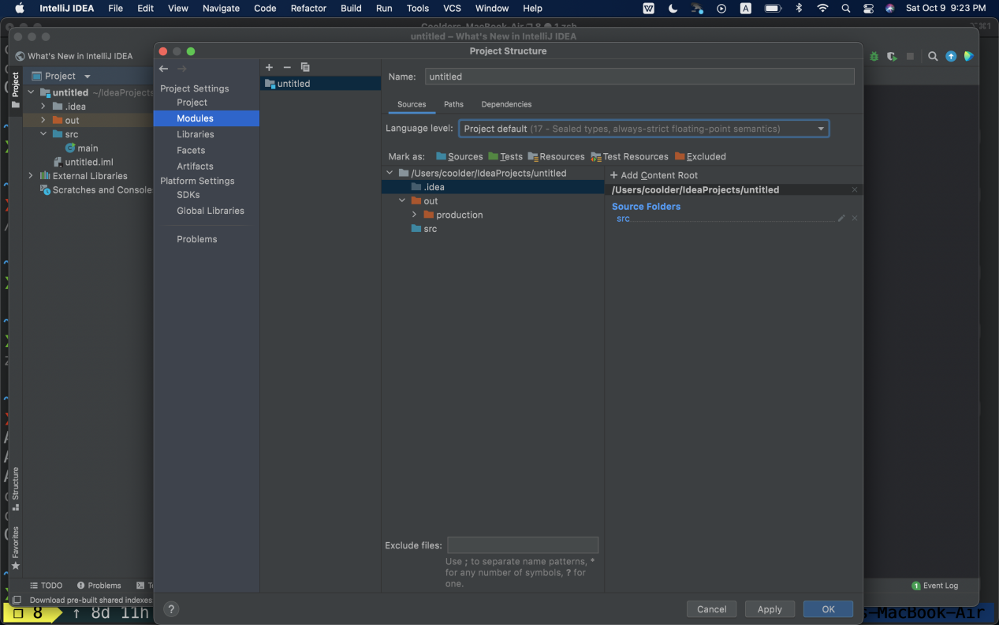 IntelliJ IDEA File Edit View Navigate Code Refactor Build Run Tools VCS Window Help Sat Oct 9 9:23 PM
untitled – What's New in IntelliJ IDEA
Project Structure
What's New in IntelliJ IDEA
Project
Project
untitled ~/IdeaProjects
.idea
out
src
main
untitled.iml
External Libraries
Scratches and Console
Structure
Favorites
Project Settings
Project
Modules
Libraries
Facets
Artifacts
Platform Settings
SDKs
Global Libraries
Problems
untitled
Name: untitled
Sources Paths Dependencies
Language level: Project default (17 - Sealed types, always-strict floating-point semantics)
Mark as: Sources Tests Resources Test Resources Excluded
/Users/coolder/IdeaProjects/untitled
.idea
out
production
src
+ Add Content Root
/Users/coolder/IdeaProjects/untitled
Source Folders
src
Exclude files:
Use ; to separate name patterns, *
for any number of symbols, ? for
one.
TODO Problems Te
1 Event Log
Download pre-built shared indexes
? Cancel Apply OK
8 ↑ 8d 11h s-MacBook-Air